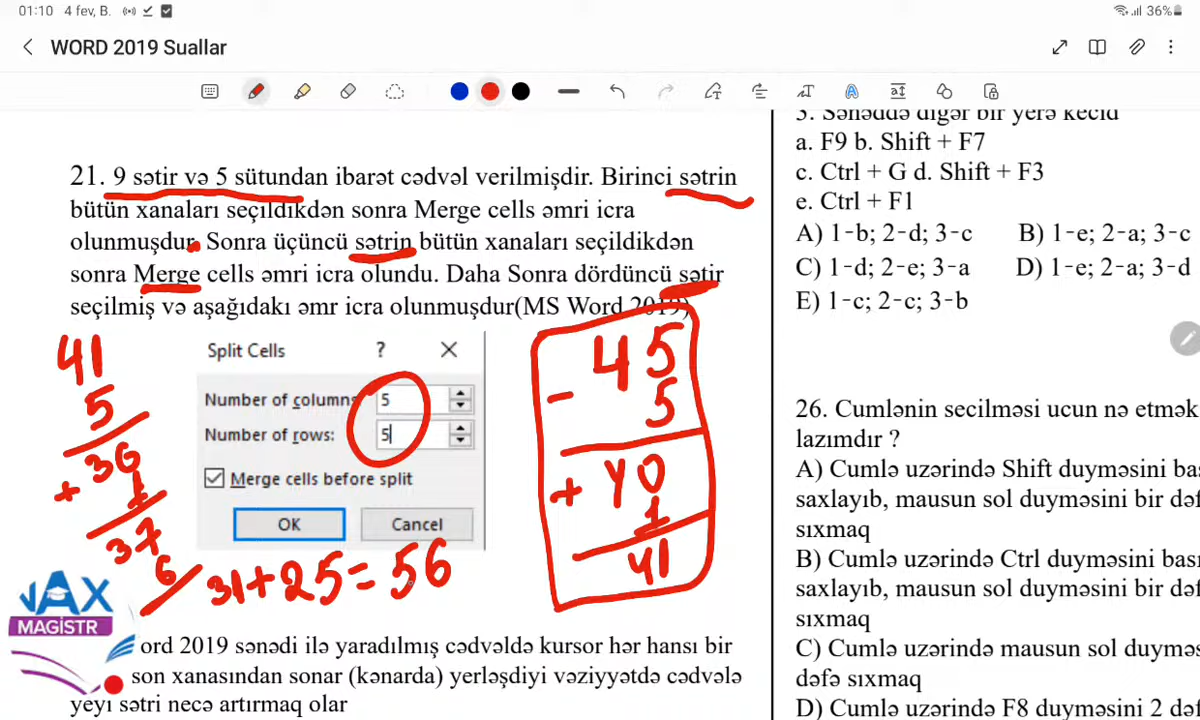 01:10 4 fev, B.
36%
WORD 2019 Suallar
21. 9 sətir və 5 sütundan ibarət cədvəl verilmişdir. Birinci sətrin
bütün xanaları seçildikdən sonra Merge cells əmri icra
olunmuşdur. Sonra üçüncü sətrin bütün xanaları seçildikdən
sonra Merge cells əmri icra olundu. Daha Sonra dördüncü sətir
seçilmiş və aşağıdakı əmr icra olunmuşdur(MS Word 2019)
Split Cells ? X
Number of columns 5
Number of rows: 5
Merge cells before split
OK Cancel
41
5
36
+ 1
37
6
31+25=56
45
- 5
40
+ 1
41
JAX
MAGİSTR
ord 2019 sənədi ilə yaradılmış cədvəldə kursor hər hansı bir
son xanasından sonar (kənarda) yerləşdiyi vəziyyətdə cədvələ
yeyi sətri necə artırmaq olar
3. Sənəddə digər bir yerə kecid
a. F9 b. Shift + F7
c. Ctrl + G d. Shift + F3
e. Ctrl + F1
A) 1-b; 2-d; 3-c B) 1-e; 2-a; 3-c
C) 1-d; 2-e; 3-a D) 1-e; 2-a; 3-d
E) 1-c; 2-c; 3-b
26. Cumlənin secilməsi ucun nə etmək
lazımdır ?
A) Cumlə uzərində Shift duyməsini bas
saxlayıb, mausun sol duyməsini bir dəf
sıxmaq
B) Cumlə uzərində Ctrl duyməsini bası
saxlayıb, mausun sol duyməsini bir dəf
sıxmaq
C) Cumlə uzərində mausun sol duyməs
dəfə sıxmaq
D) Cumlə uzərində F8 duyməsini 2 dəf